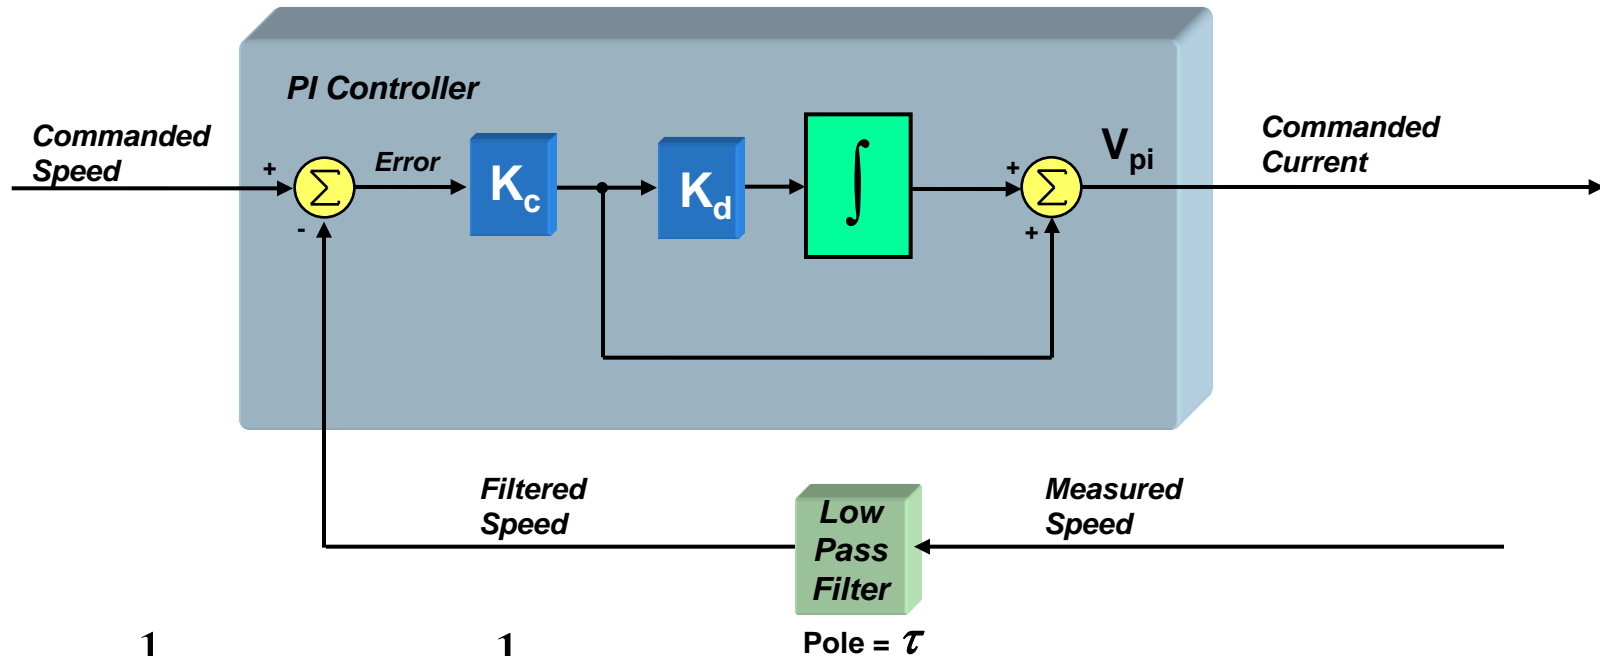 PI Controller
Commanded
Speed
+
Σ
-
Error
Kc
Kd
∫
+
Σ
+
Vpi
Commanded
Current
Filtered
Speed
Low
Pass
Filter
Measured
Speed
Pole = τ
1
1